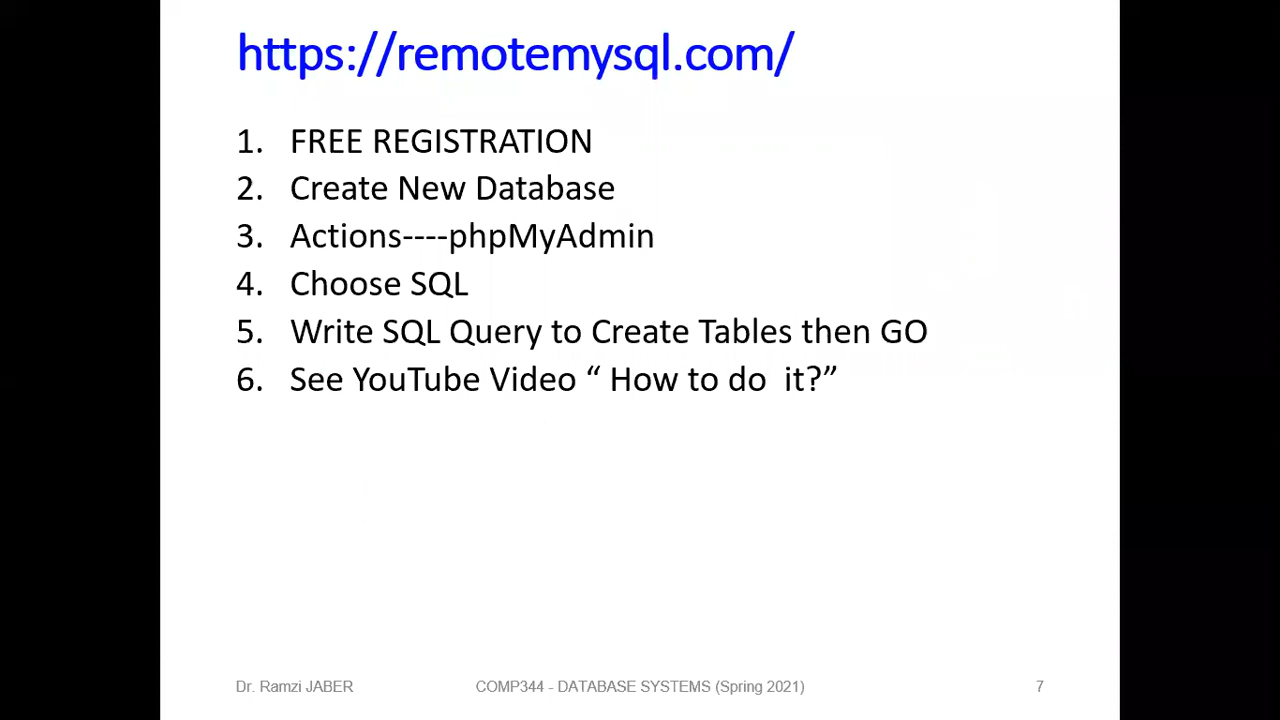 https://remotemysql.com/
1. FREE REGISTRATION
2. Create New Database
3. Actions----phpMyAdmin
4. Choose SQL
5. Write SQL Query to Create Tables then GO
6. See YouTube Video “ How to do  it?”
Dr. Ramzi JABER COMP344 - DATABASE SYSTEMS (Spring 2021) 7